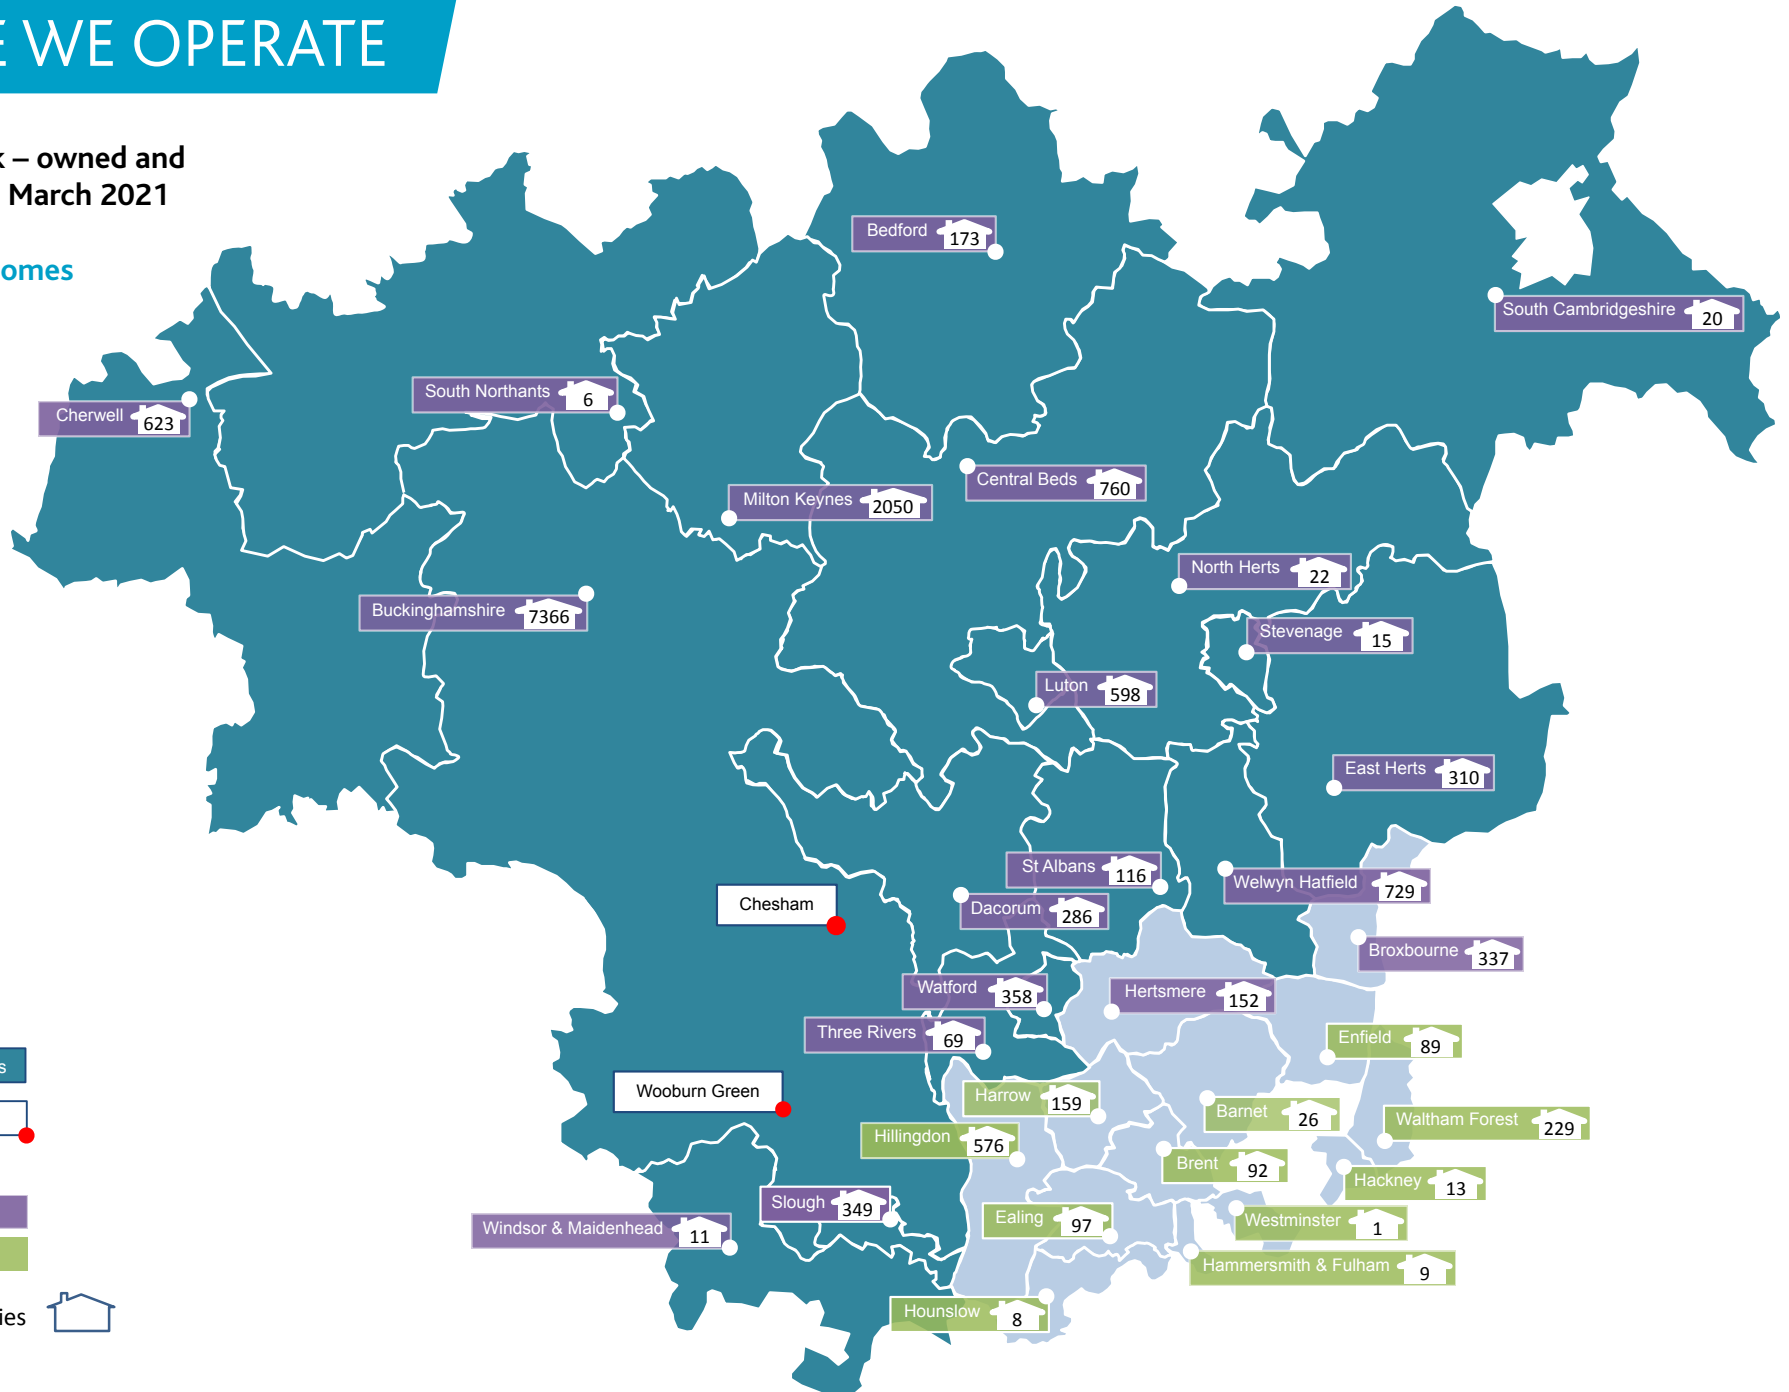 WE OPERATE
– owned and
March 2021
Bedford 173
South Cambridgeshire 20
South Northants 6
Cherwell 623
Central Beds 760
Milton Keynes 2050
North Herts 22
Buckinghamshire 7366
Stevenage 15
Luton 598
East Herts 310
St Albans 116
Welwyn Hatfield 729
Chesham
Dacorum 286
Broxbourne 337
Watford 358
Hertsmere 152
Three Rivers 69
Enfield 89
Wooburn Green
Harrow 159
Barnet 26
Waltham Forest 229
Hillingdon 576
Brent 92
Hackney 13
Slough 349
Windsor & Maidenhead 11
Ealing 97
Westminster 1
Hammersmith & Fulham 9
Hounslow 8